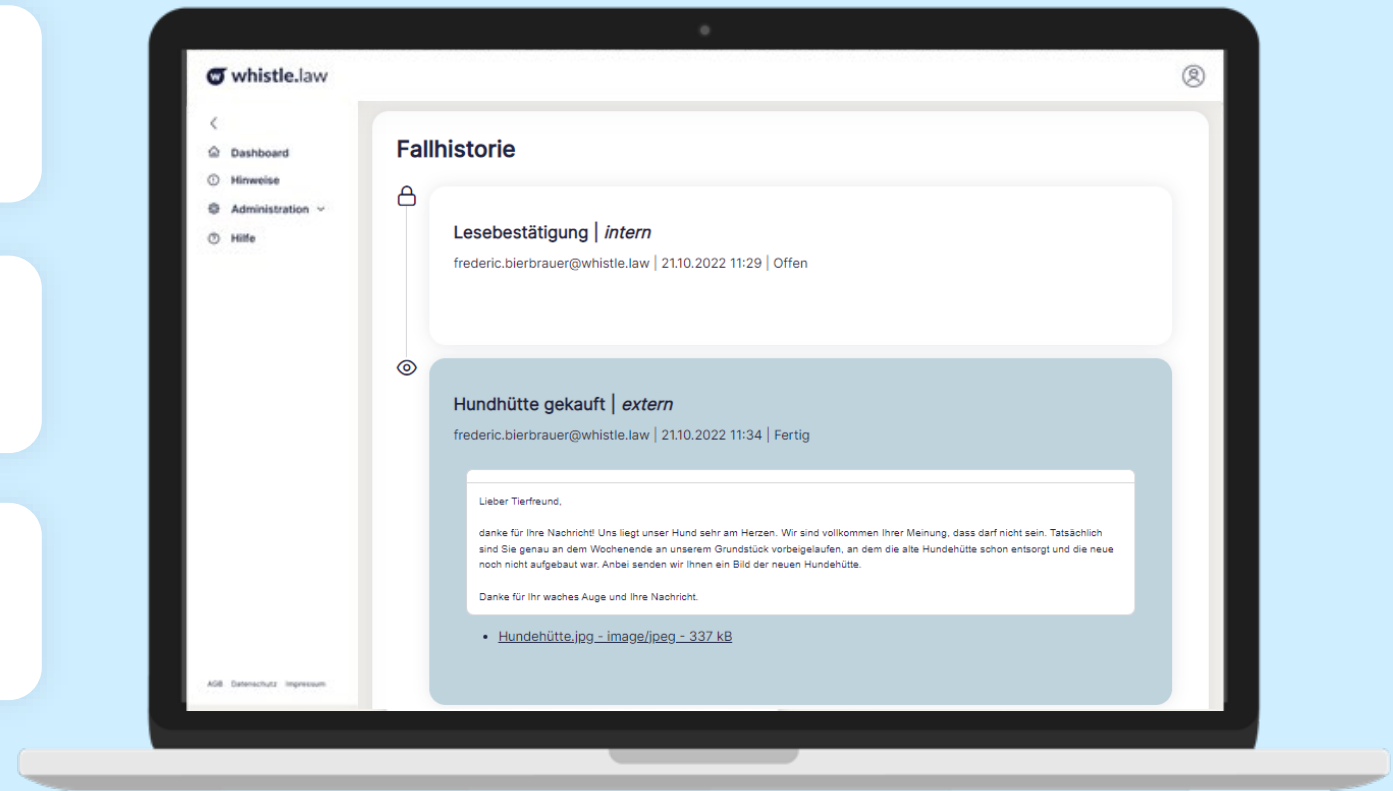 whistle.law
Dashboard
Hinweise
Administration
Hilfe
AGB Datenschutz Impressum
Fallhistorie
Lesebestätigung | intern
frederic.bierbrauer@whistle.law | 21.10.2022 11:29 | Offen
Hundhütte gekauft | extern
frederic.bierbrauer@whistle.law | 21.10.2022 11:34 | Fertig
Lieber Tierfreund,
danke für Ihre Nachricht! Uns liegt unser Hund sehr am Herzen. Wir sind vollkommen Ihrer Meinung, dass darf nicht sein. Tatsächlich
sind Sie genau an dem Wochenende an unserem Grundstück vorbeigelaufen, an dem die alte Hundehütte schon entsorgt und die neue
noch nicht aufgebaut war. Anbei senden wir Ihnen ein Bild der neuen Hundehütte.
Danke für Ihr waches Auge und Ihre Nachricht.
• Hundehütte.jpg - image/jpeg - 337 kB